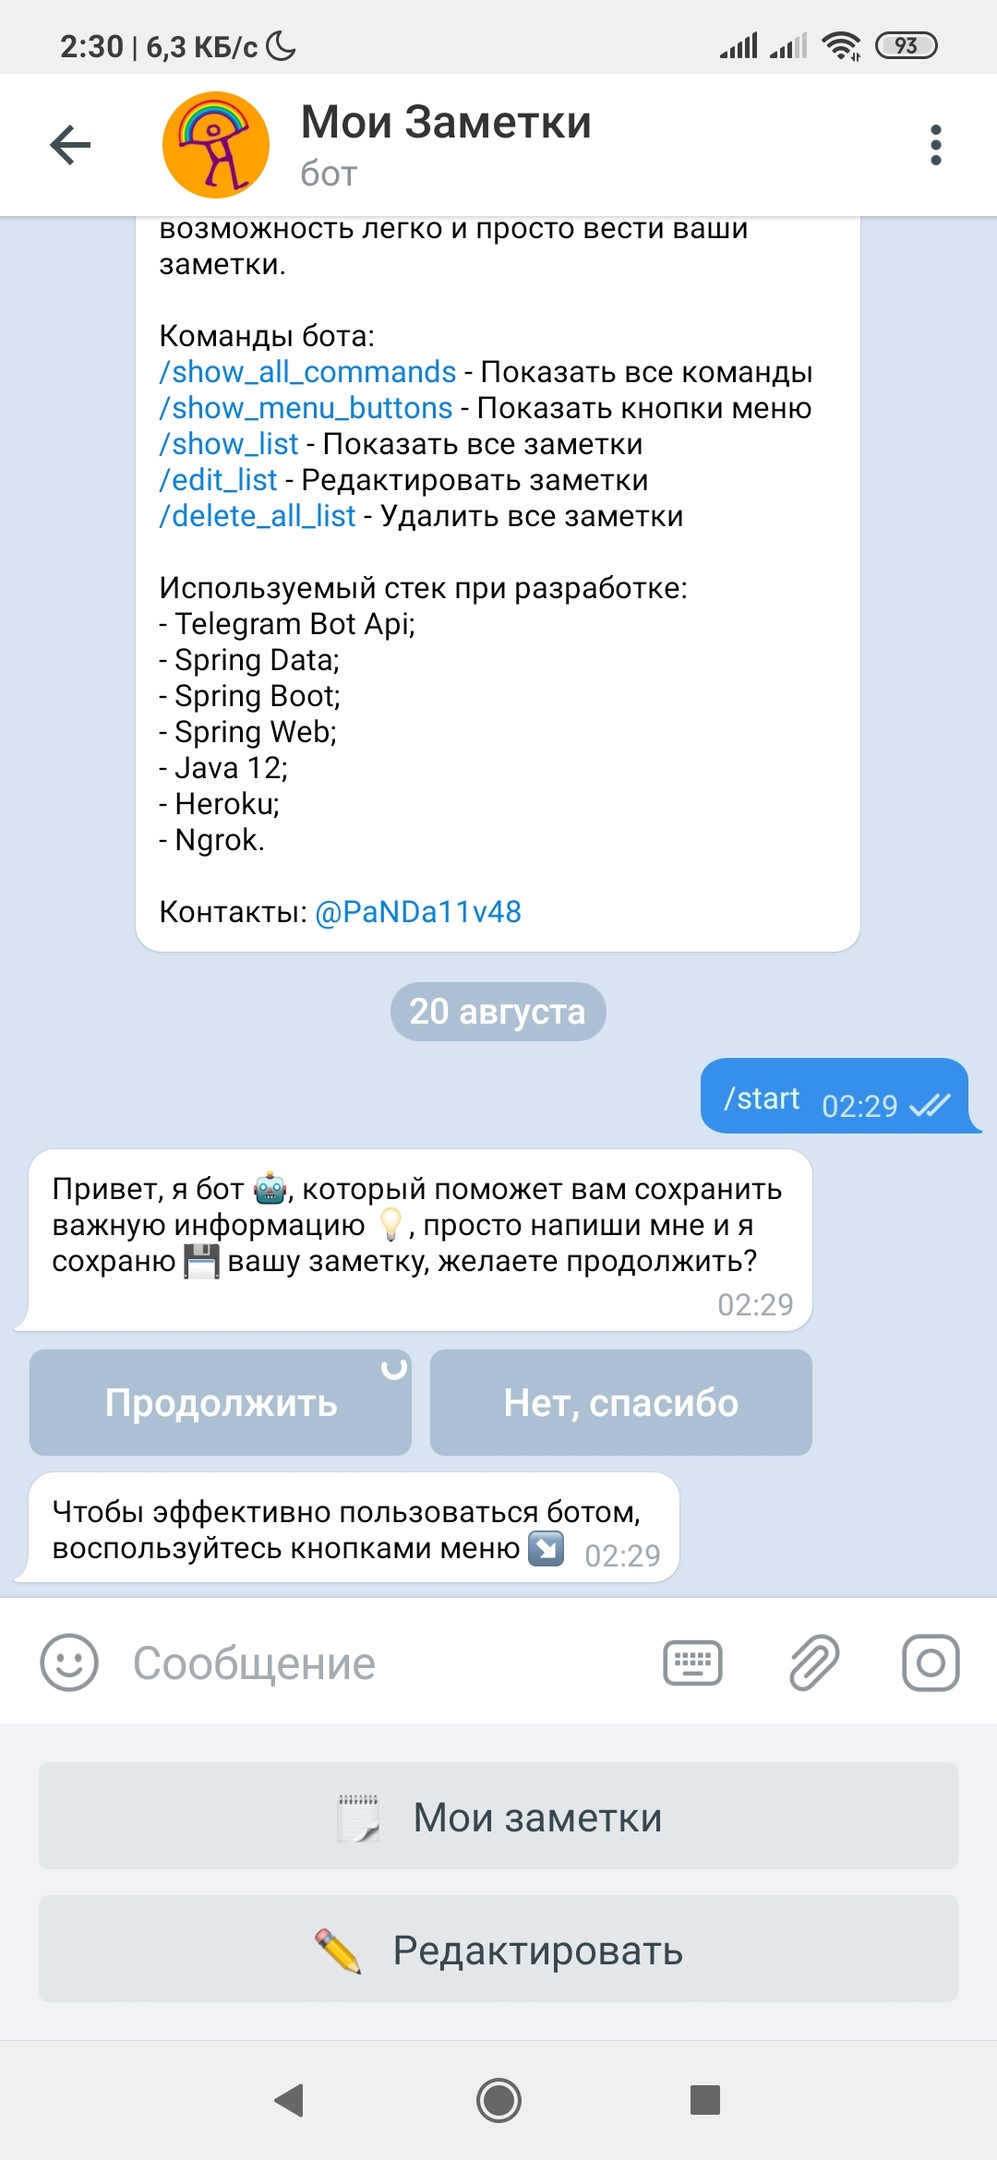 2:30 | 6,3 КБ/с
93
Мои Заметки
бот
возможность легко и просто вести ваши
заметки.
Команды бота:
/show_all_commands - Показать все команды
/show_menu_buttons - Показать кнопки меню
/show_list - Показать все заметки
/edit_list - Редактировать заметки
/delete_all_list - Удалить все заметки
Используемый стек при разработке:
- Telegram Bot Api;
- Spring Data;
- Spring Boot;
- Spring Web;
- Java 12;
- Heroku;
- Ngrok.
Контакты: @PaNDa11v48
20 августа
/start 02:29
Привет, я бот 🤖, который поможет вам сохранить
важную информацию 💡, просто напиши мне и я
сохраню 💾 вашу заметку, желаете продолжить?
02:29
Продолжить
Нет, спасибо
Чтобы эффективно пользоваться ботом,
воспользуйтесь кнопками меню ↘️ 02:29
Сообщение
Мои заметки
Редактировать